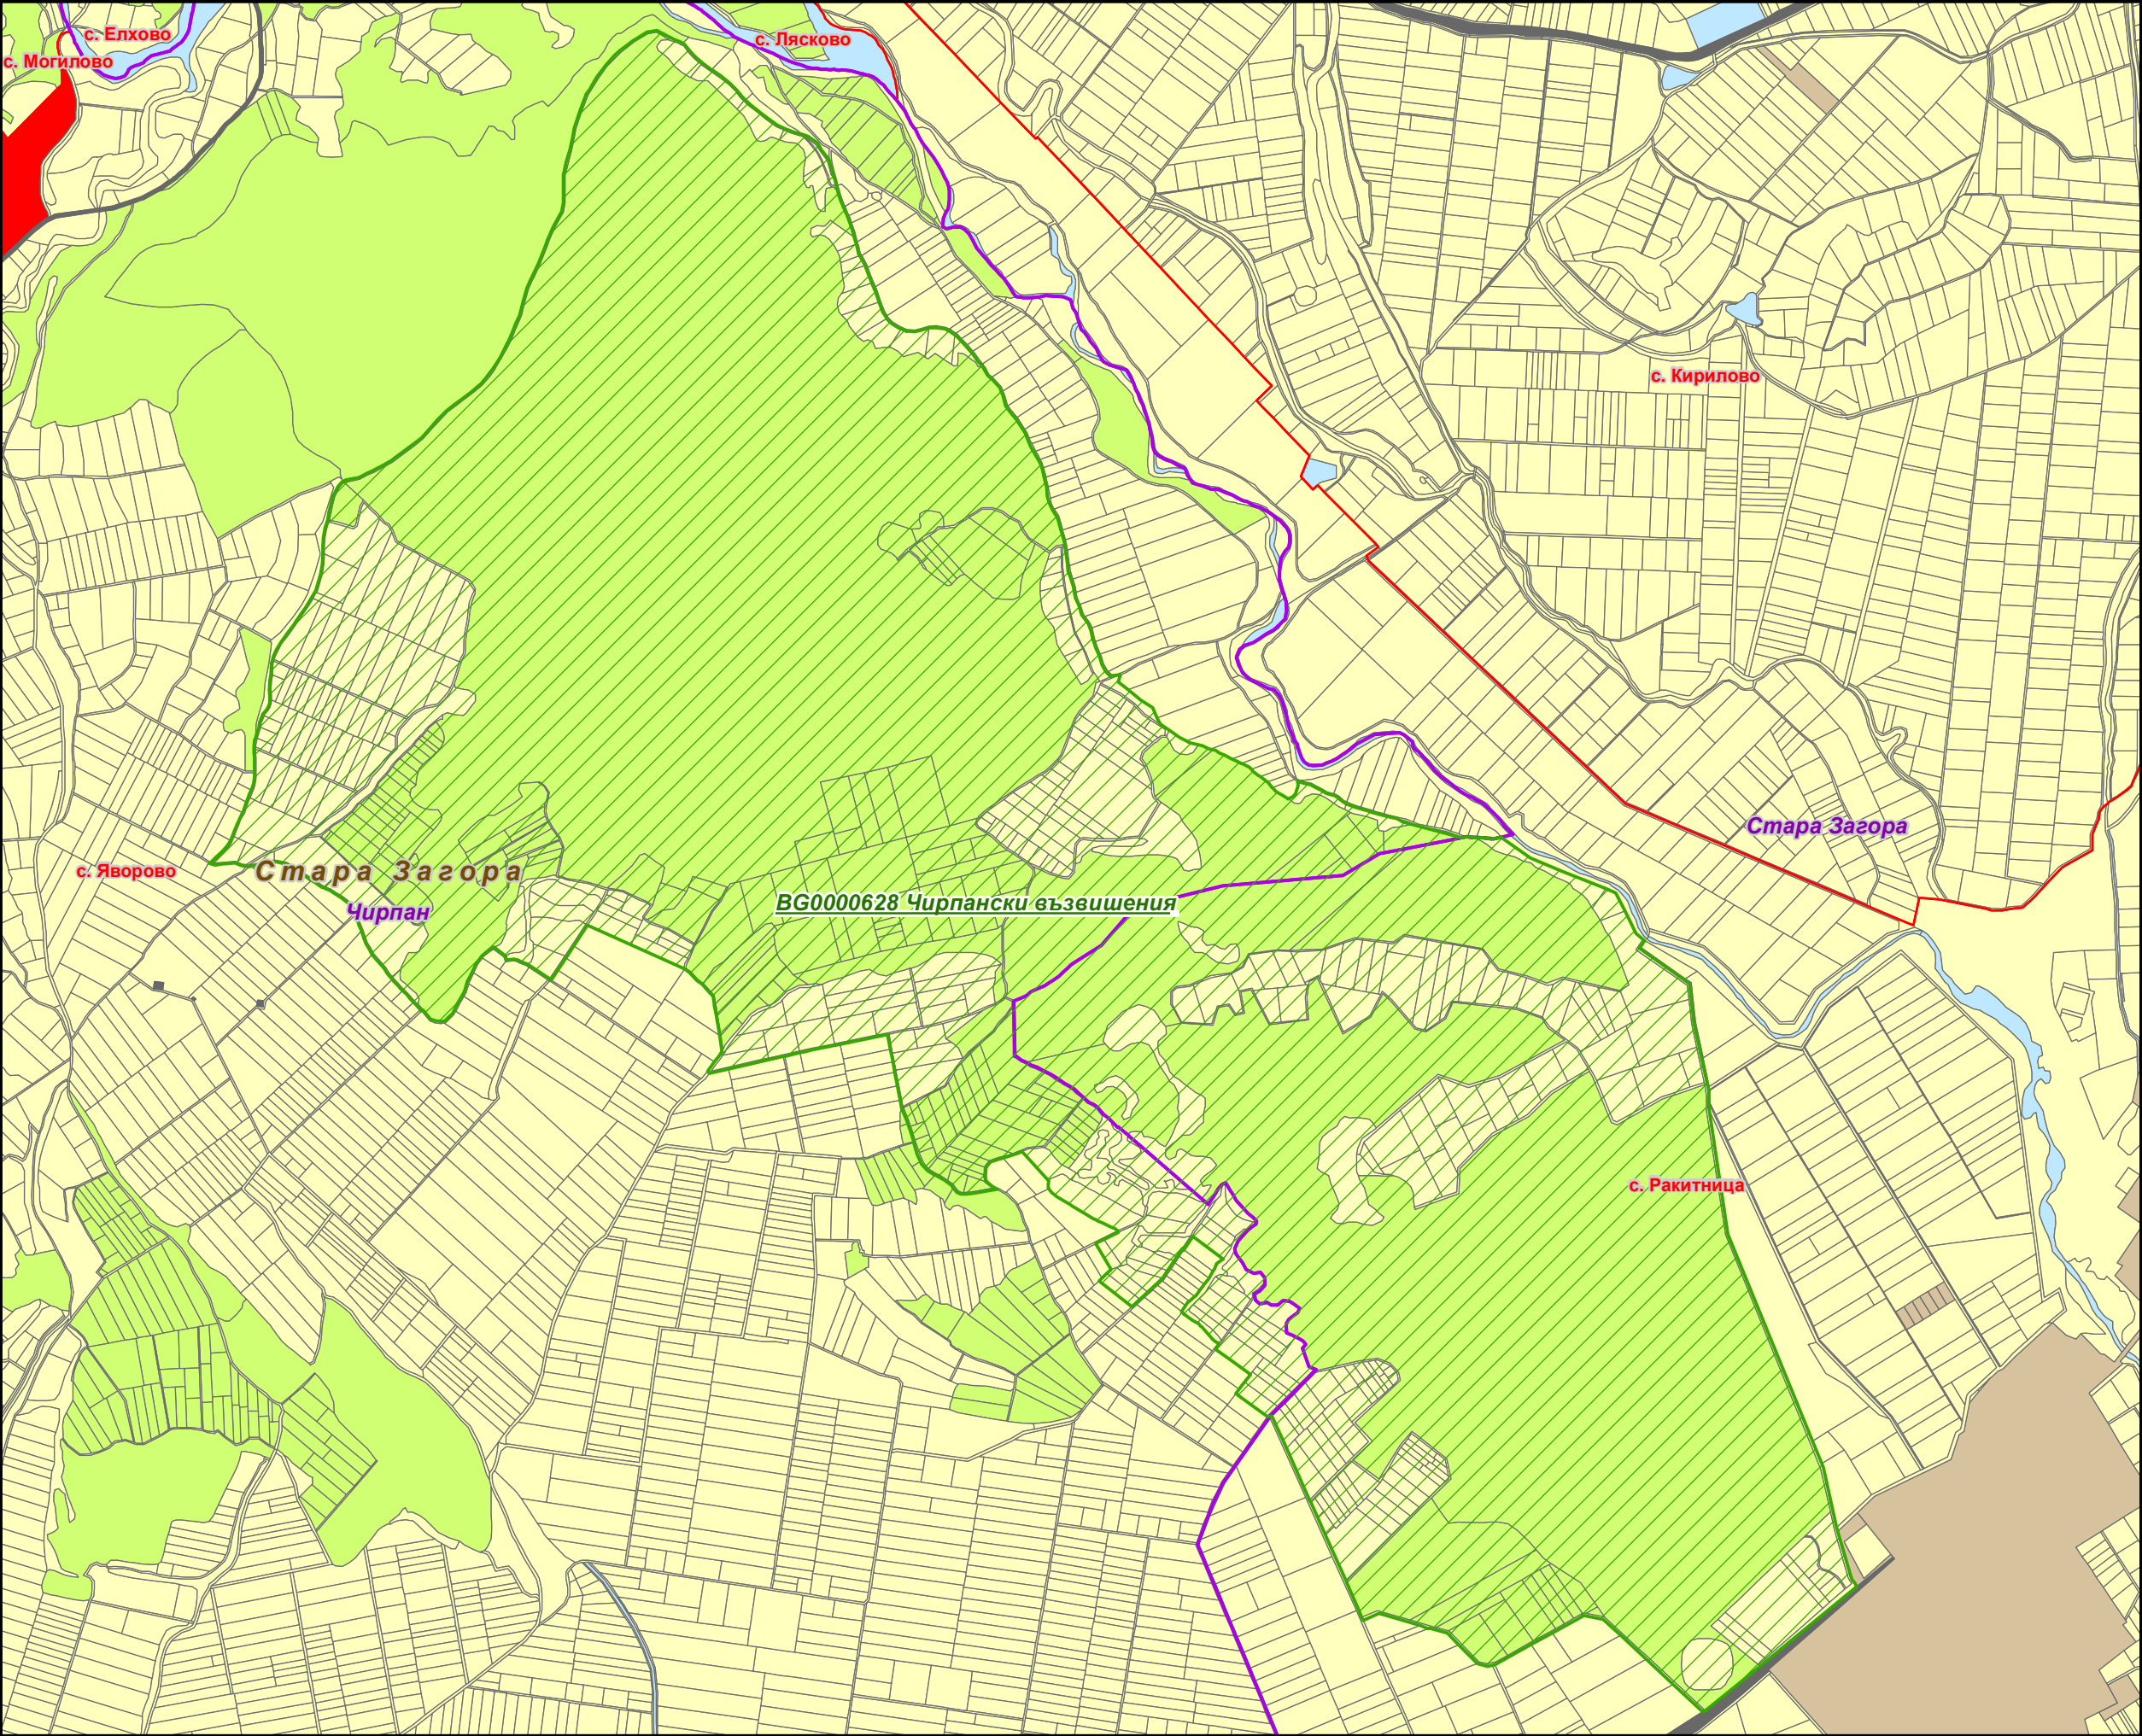 с. Елхово
с. Лясково
с. Могилово
с. Кирилово
Стара Загора
с. Яворово
Стара Загора
BG0000628 Чирпански възвишения
Чирпан
с. Ракитница